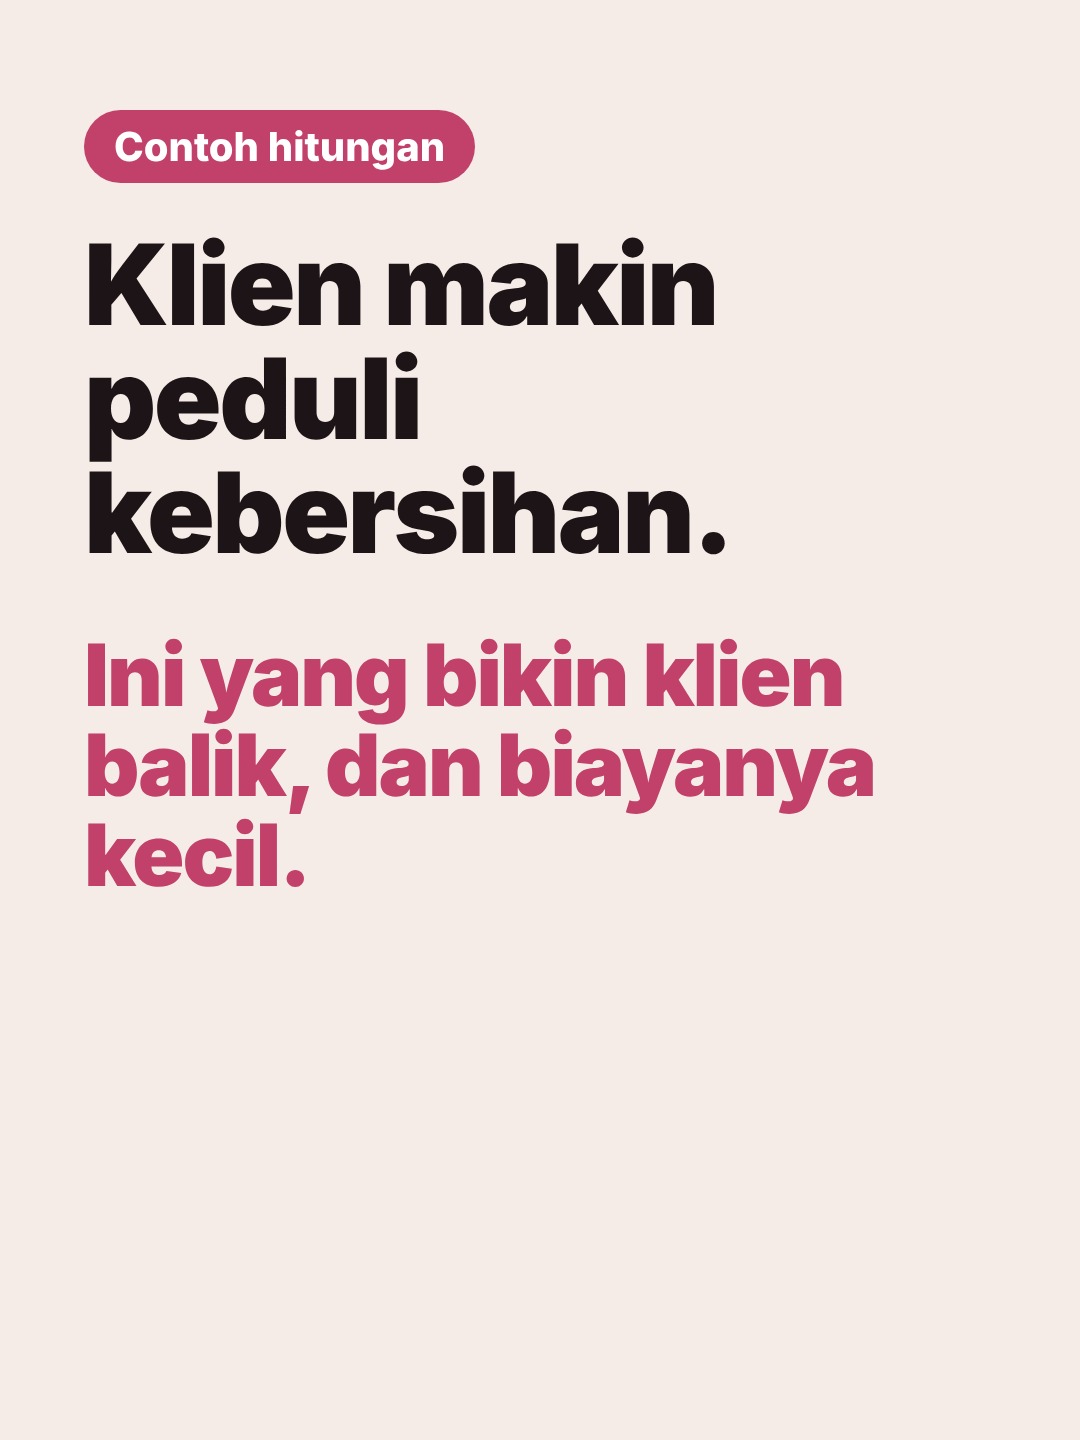 Contoh hitungan
Klien makin
peduli
kebersihan.
Ini yang bikin klien
balik, dan biayanya
kecil.